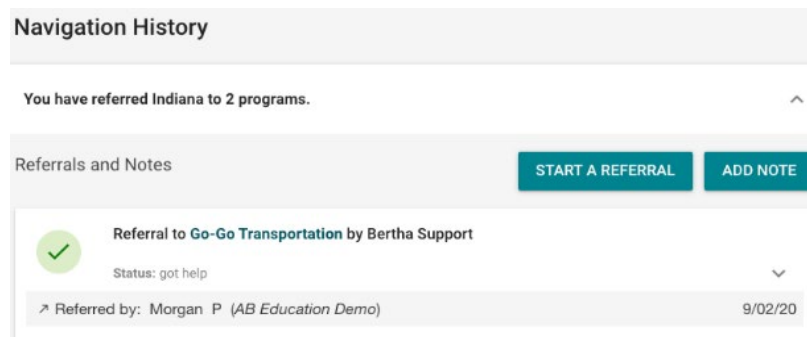 Navigation History
You have referred Indiana to 2 programs.
Referrals and Notes
START A REFERRAL
ADD NOTE
Referral to Go-Go Transportation by Bertha Support
Status: got help
Referred by: Morgan P (AB Education Demo)
9/02/20